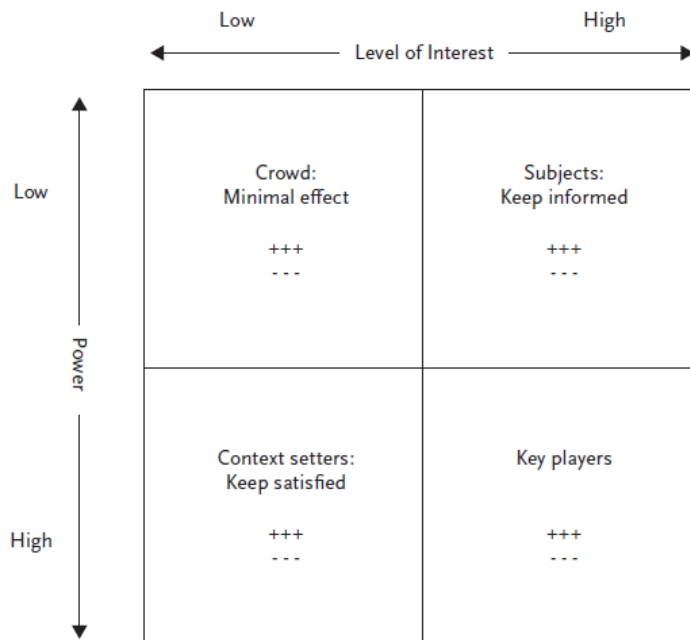 Low High
Level of Interest
Low
Crowd:
Minimal effect
+++
- - -
Subjects:
Keep informed
+++
- - -
Power
High
Context setters:
Keep satisfied
+++
- - -
Key players
+++
- - -